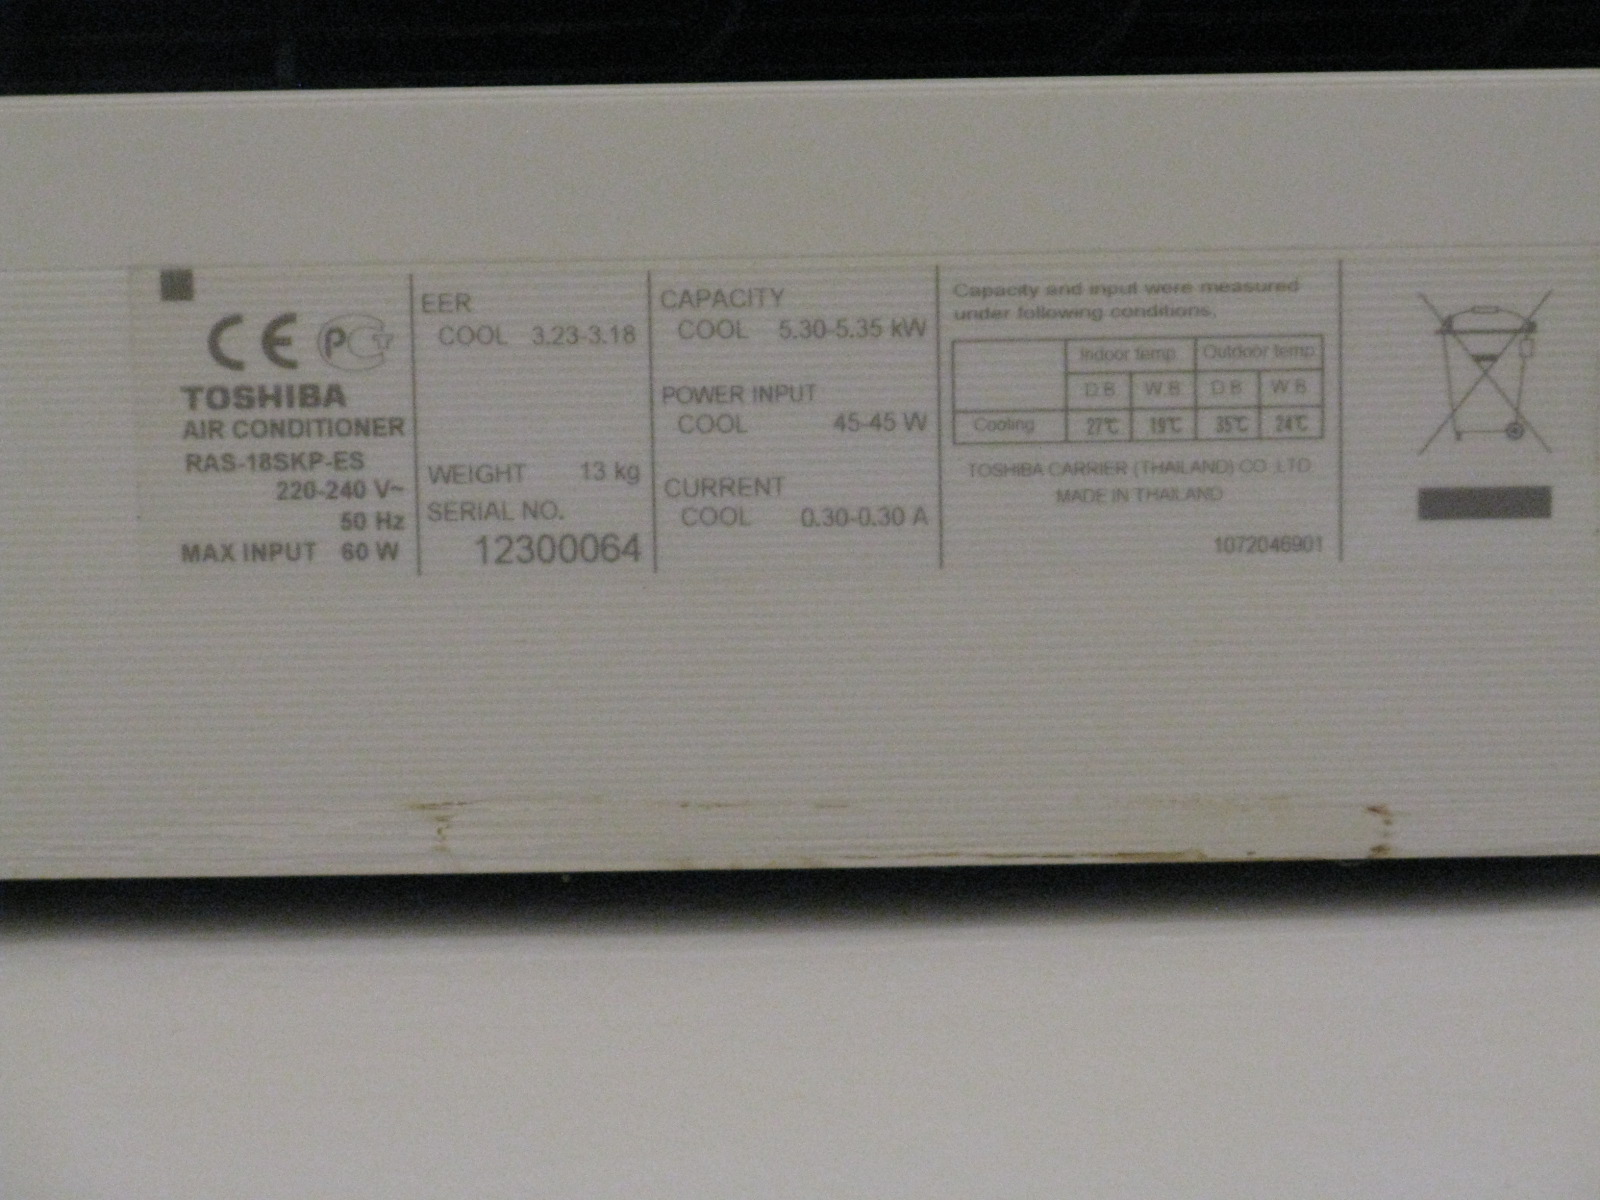 CE PCT
TOSHIBA
AIR CONDITIONER
RAS-18SKP-ES
220-240 V~
50 Hz
MAX INPUT 60 W
EER
COOL 3.23-3.18
WEIGHT 13 kg
SERIAL NO.
12300064
CAPACITY
COOL 5.30-5.35 kW
POWER INPUT
COOL 45-45 W
CURRENT
COOL 0.30-0.30 A
Capacity and input were measured
under following conditions.
Indoor temp. Outdoor temp.
D.B W.B D.B W.B
Cooling 27℃ 19℃ 35℃ 24℃
TOSHIBA CARRIER (THAILAND) CO.,LTD.
MADE IN THAILAND
1072046901